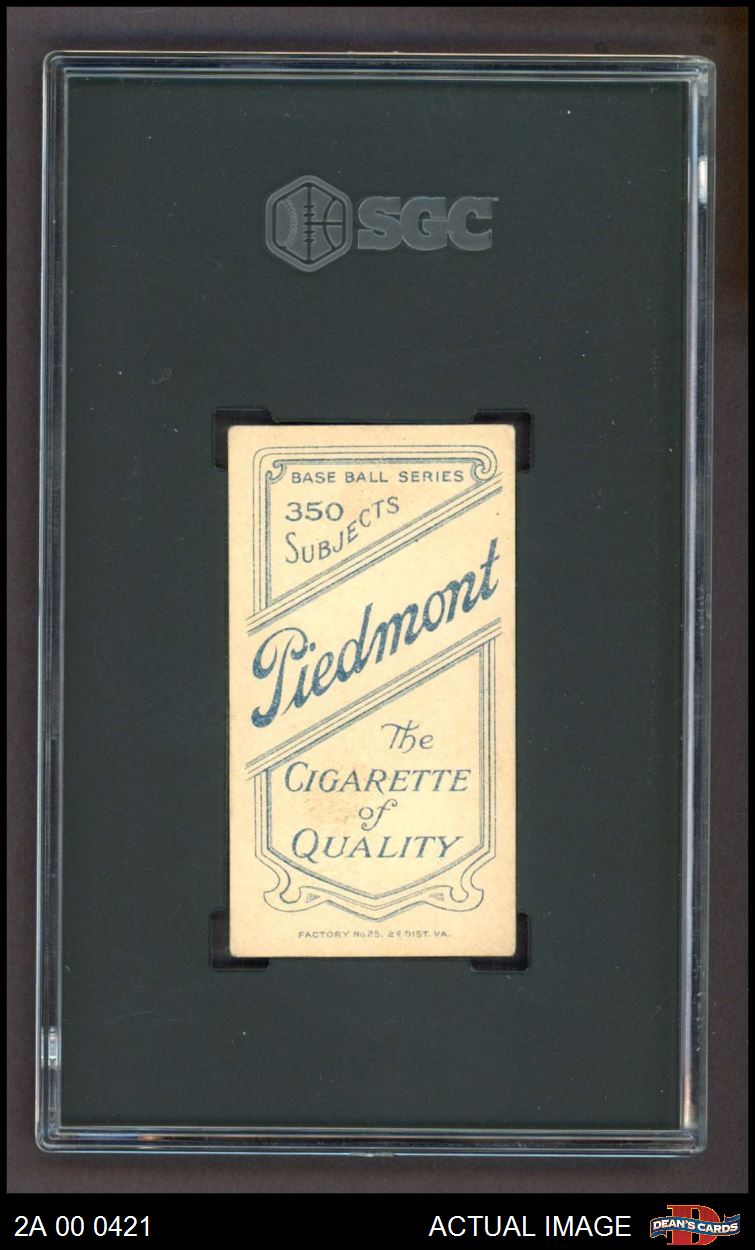 SGC
BASE BALL SERIES
350
SUBJECTS
Piedmont
The
CIGARETTE
of
QUALITY
FACTORY No 25. 2d DIST. VA.
2A 00 0421
ACTUAL IMAGE
DEAN'S CARDS